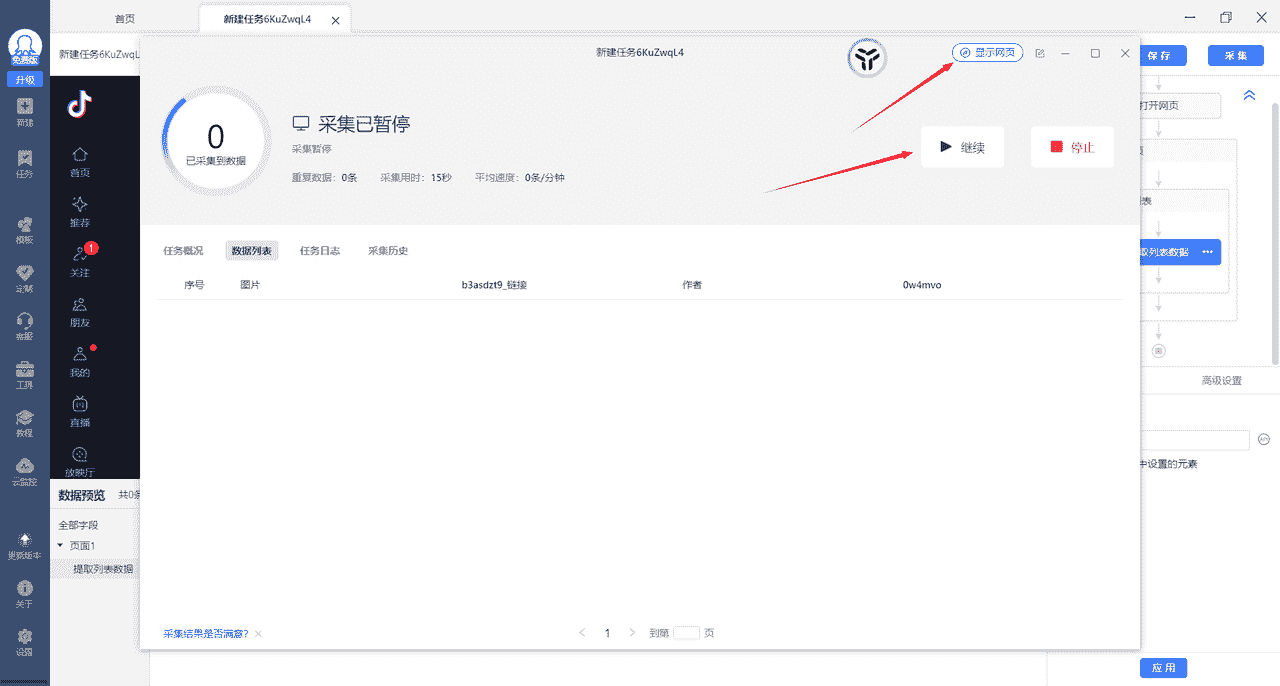 首页
新建任务6KuZwqL4
免费版
升级
新建
任务
模板
定制
客服
工具
教程
云监控
更新版本
关于
设置
新建任务6KuZwqL
首页
推荐
1
关注
朋友
我的
直播
放映厅
数据预览 共0条
全部字段
页面1
提取列表数据
新建任务6KuZwqL4
显示网页
0
已采集到数据
采集已暂停
采集暂停
重复数据: 0条 采集用时: 15秒 平均速度: 0条/分钟
继续
停止
任务概况 数据列表 任务日志 采集历史
序号 图片 b3asdzt9_链接 作者 0w4mvo
采集结果是否满意?
1 到第 页
保存
采集
打开网页
页
表
取列表数据
高级设置
中设置的元素
应用